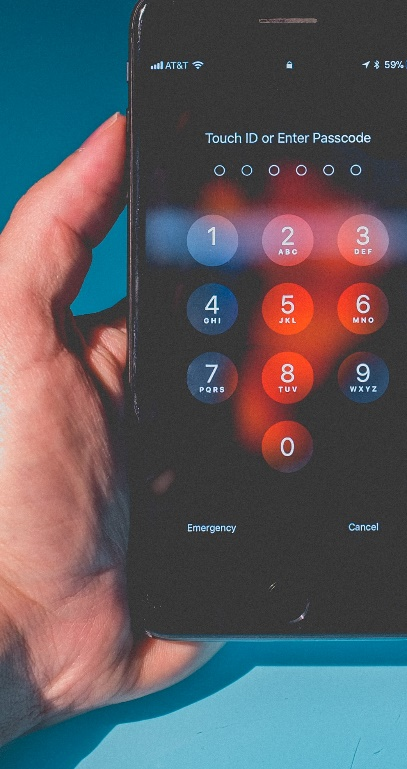 AT&T 59%
Touch ID or Enter Passcode
1 2 3
ABC DEF
4 5 6
GHI JKL MNO
7 8 9
PQRS TUV WXYZ
0
Emergency Cancel